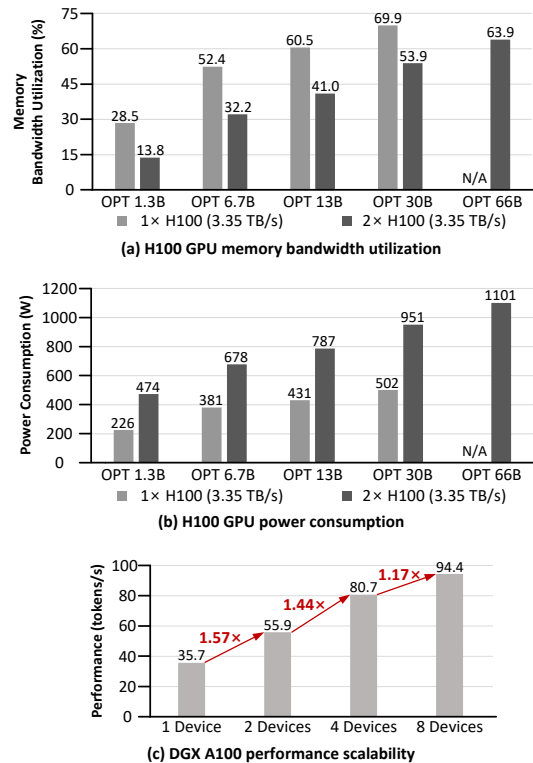 Memory
Bandwidth Utilization (%)
75
60
45
30
15
0
28.5
13.8
52.4
32.2
60.5
41.0
69.9
53.9
N/A
63.9
OPT 1.3B
OPT 6.7B
OPT 13B
OPT 30B
OPT 66B
1× H100 (3.35 TB/s)
2× H100 (3.35 TB/s)
(a) H100 GPU memory bandwidth utilization
Power Consumption (W)
1200
1000
800
600
400
200
0
226
474
381
678
431
787
502
951
N/A
1101
OPT 1.3B
OPT 6.7B
OPT 13B
OPT 30B
OPT 66B
1× H100 (3.35 TB/s)
2× H100 (3.35 TB/s)
(b) H100 GPU power consumption
Performance (tokens/s)
100
80
60
40
20
0
35.7
1.57×
55.9
1.44×
80.7
1.17×
94.4
1 Device
2 Devices
4 Devices
8 Devices
(c) DGX A100 performance scalability